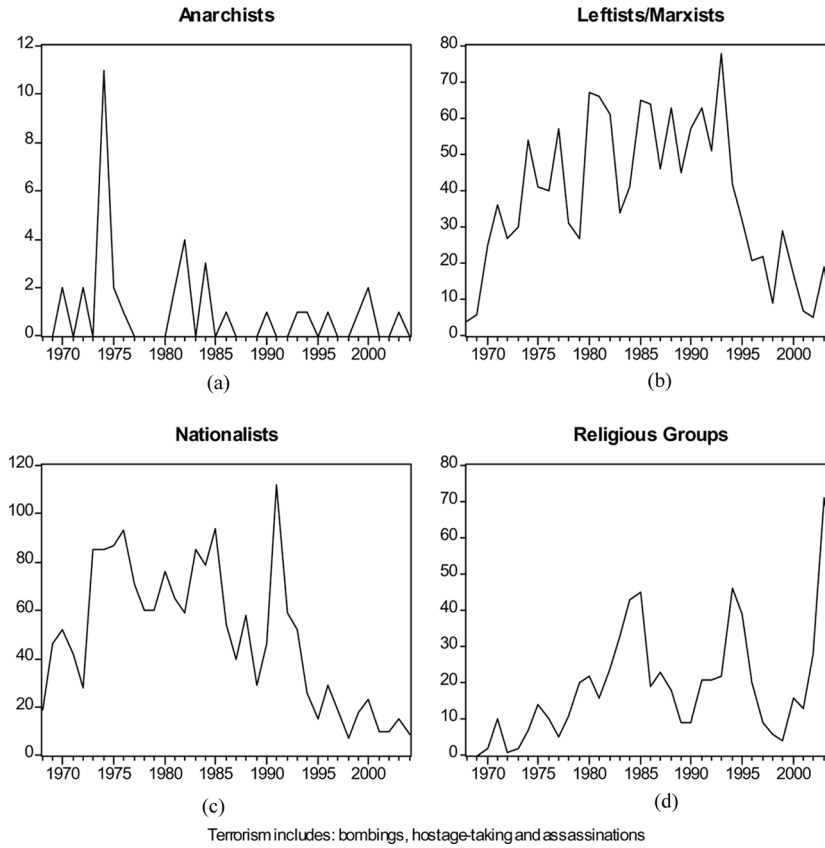 Anarchists
12
10
8
6
4
2
0
1970 1975 1980 1985 1990 1995 2000
(a)
Leftists/Marxists
80
70
60
50
40
30
20
10
0
1970 1975 1980 1985 1990 1995 2000
(b)
Nationalists
120
100
80
60
40
20
0
1970 1975 1980 1985 1990 1995 2000
(c)
Religious Groups
80
70
60
50
40
30
20
10
0
1970 1975 1980 1985 1990 1995 2000
(d)
Terrorism includes: bombings, hostage-taking and assassinations